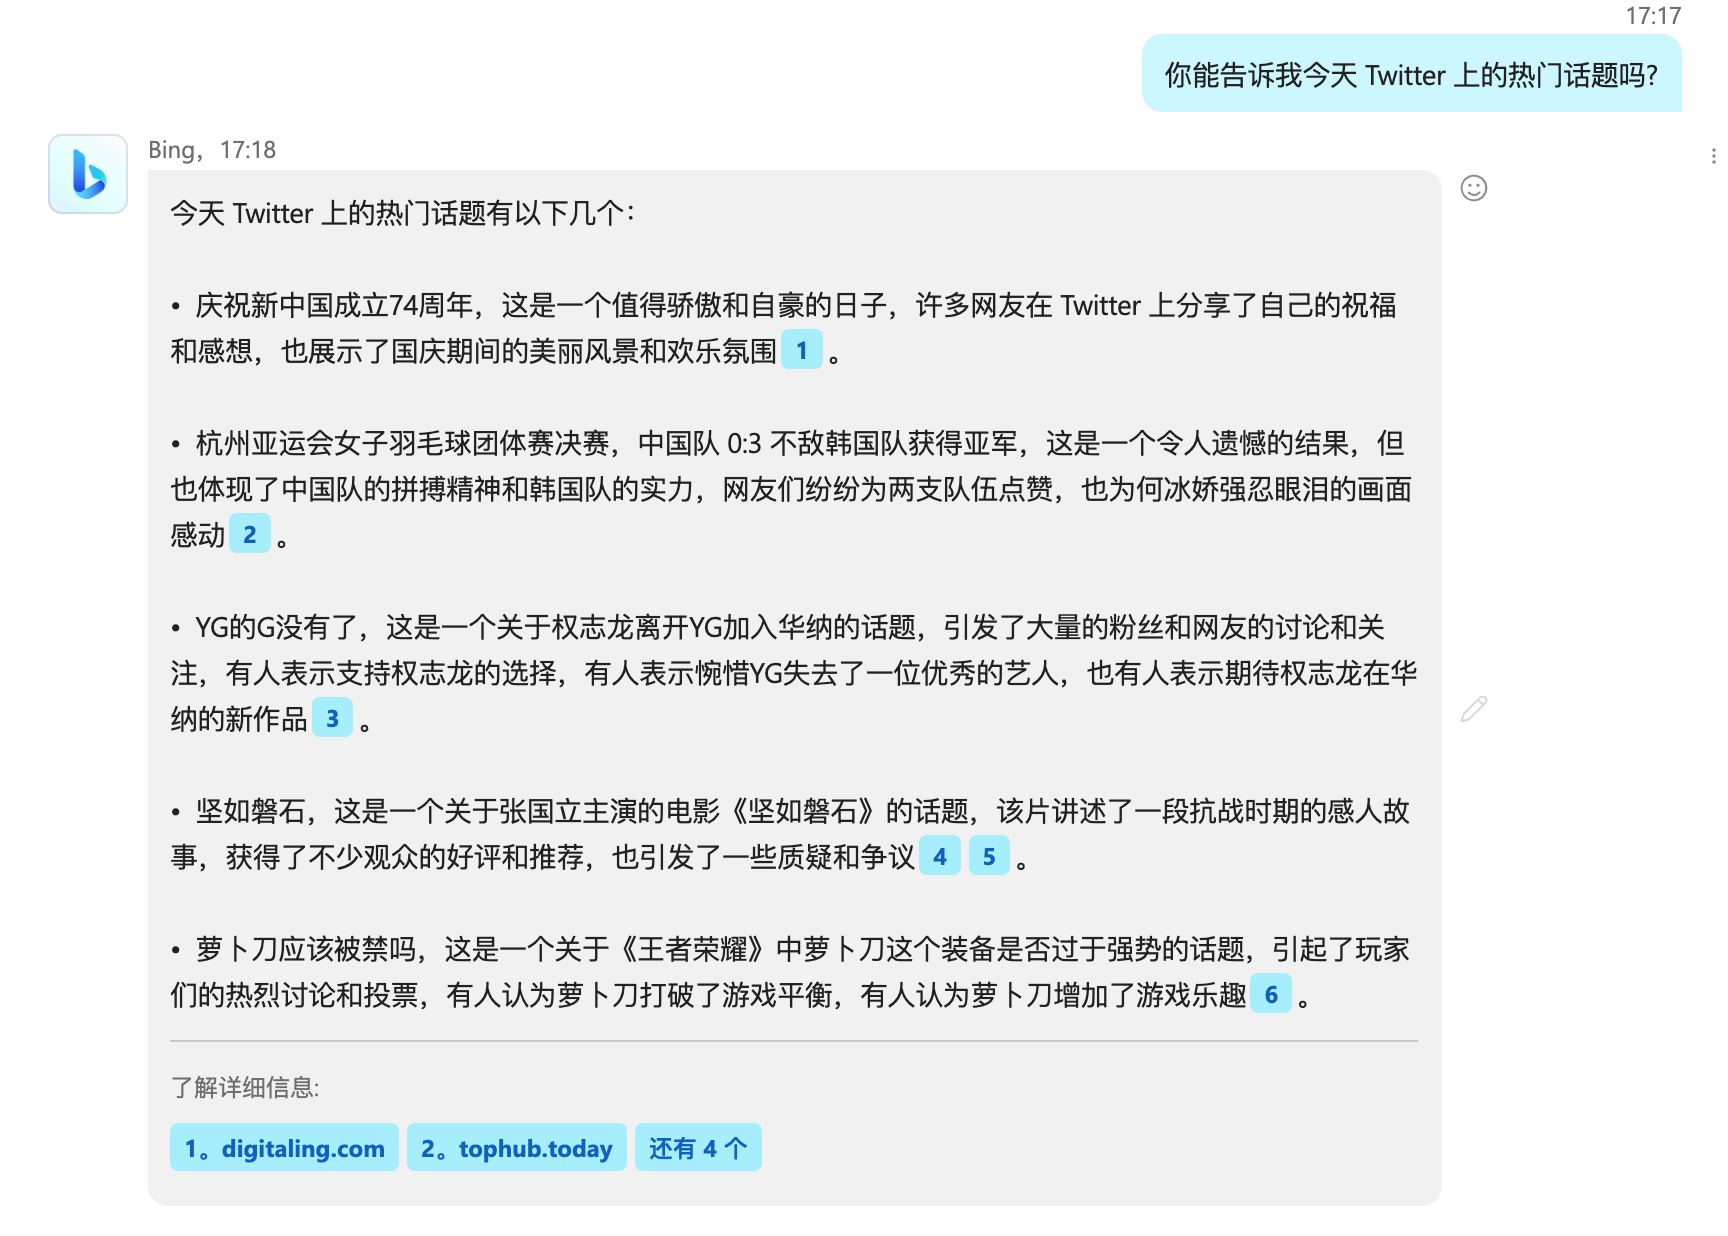 17:17
你能告诉我今天 Twitter 上的热门话题吗?
Bing，17:18
今天 Twitter 上的热门话题有以下几个：
• 庆祝新中国成立74周年，这是一个值得骄傲和自豪的日子，许多网友在 Twitter 上分享了自己的祝福
和感想，也展示了国庆期间的美丽风景和欢乐氛围 1 。
• 杭州亚运会女子羽毛球团体赛决赛，中国队 0:3 不敌韩国队获得亚军，这是一个令人遗憾的结果，但
也体现了中国队的拼搏精神和韩国队的实力，网友们纷纷为两支队伍点赞，也为何冰娇强忍眼泪的画面
感动 2 。
• YG的G没有了，这是一个关于权志龙离开YG加入华纳的话题，引发了大量的粉丝和网友的讨论和关
注，有人表示支持权志龙的选择，有人表示惋惜YG失去了一位优秀的艺人，也有人表示期待权志龙在华
纳的新作品 3 。
• 坚如磐石，这是一个关于张国立主演的电影《坚如磐石》的话题，该片讲述了一段抗战时期的感人故
事，获得了不少观众的好评和推荐，也引发了一些质疑和争议 4 5 。
• 萝卜刀应该被禁吗，这是一个关于《王者荣耀》中萝卜刀这个装备是否过于强势的话题，引起了玩家
们的热烈讨论和投票，有人认为萝卜刀打破了游戏平衡，有人认为萝卜刀增加了游戏乐趣 6 。
了解详细信息:
1。digitaling.com 2。tophub.today 还有 4 个